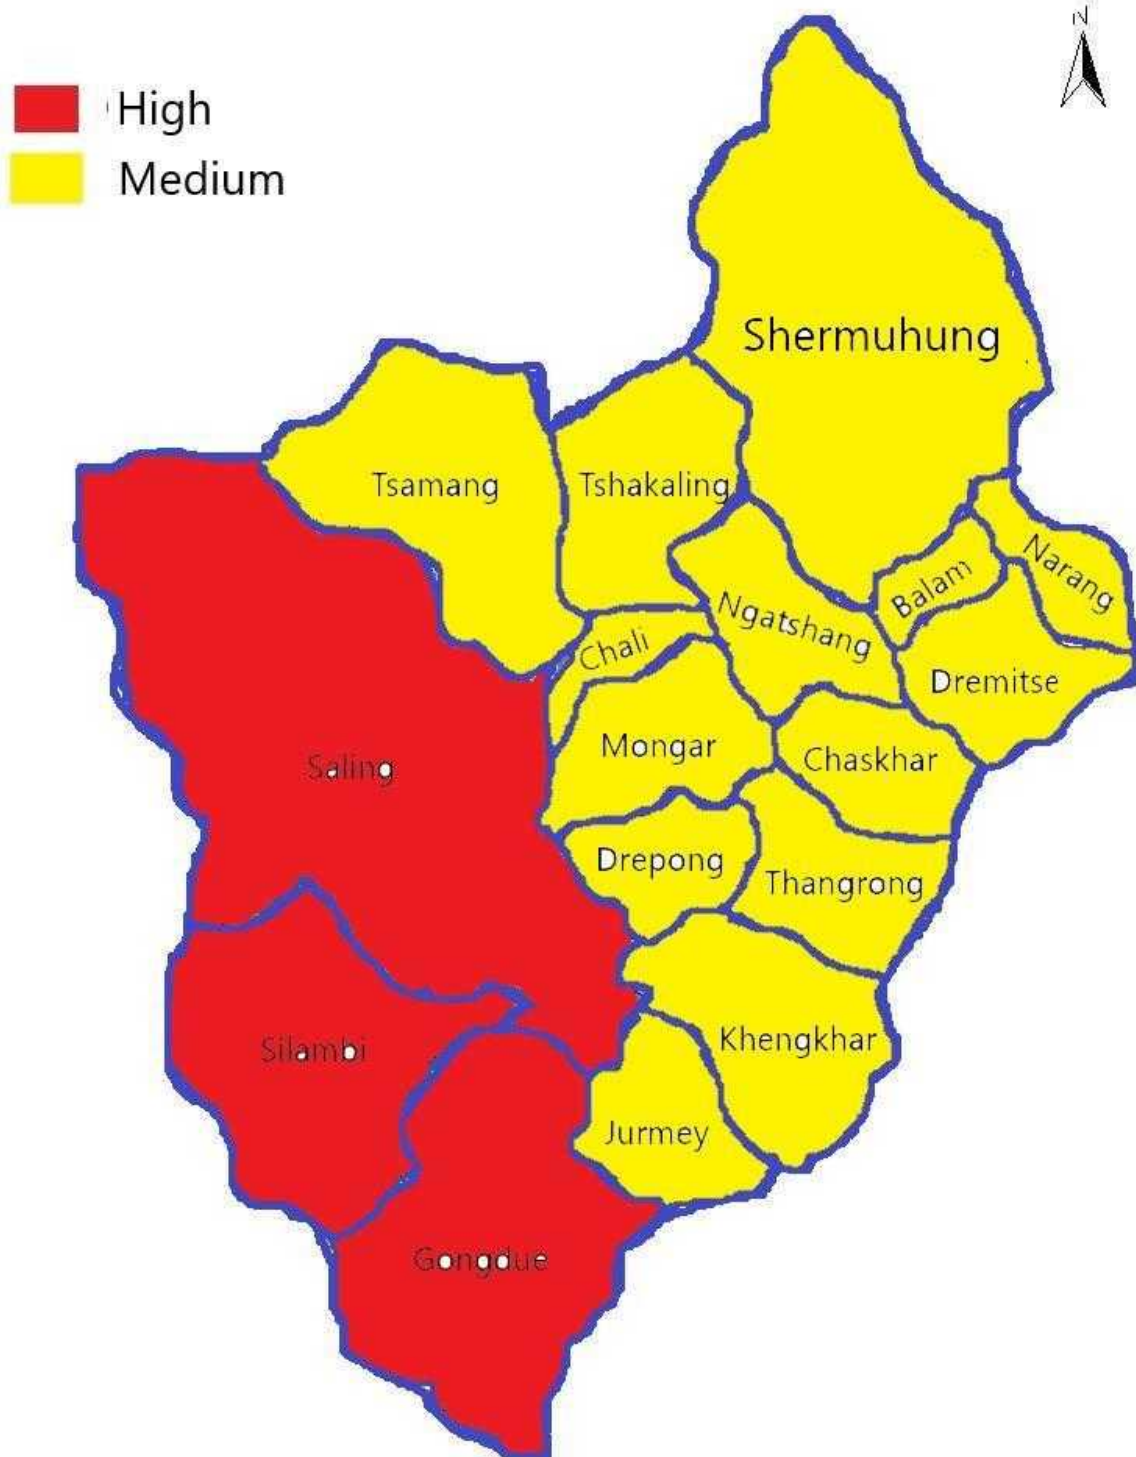 N
High
Medium
Shermuhung
Tsamang
Tshakaling
Narang
Balam
Ngatshang
Chali
Dremitse
Mongar
Chaskhar
Saling
Drepong
Thangrong
Khengkhar
Silambi
Jurmey
Gongdue